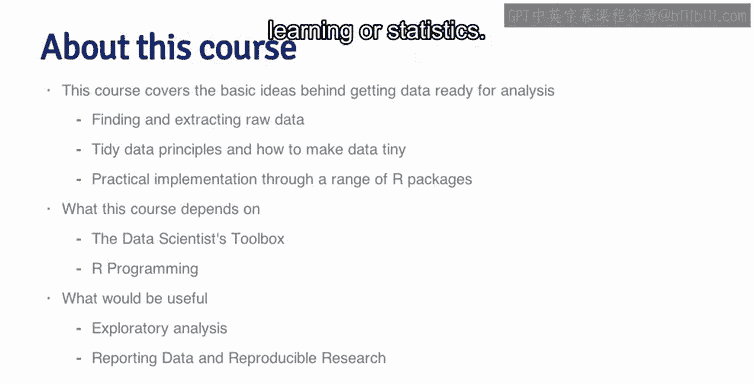 learning or statistics.
GPT中英字幕课程资源@bilibili
About this course
· This course covers the basic ideas behind getting data ready for analysis
- Finding and extracting raw data
- Tidy data principles and how to make data tiny
- Practical implementation through a range of R packages
· What this course depends on
- The Data Scientist's Toolbox
- R Programming
· What would be useful
- Exploratory analysis
- Reporting Data and Reproducible Research